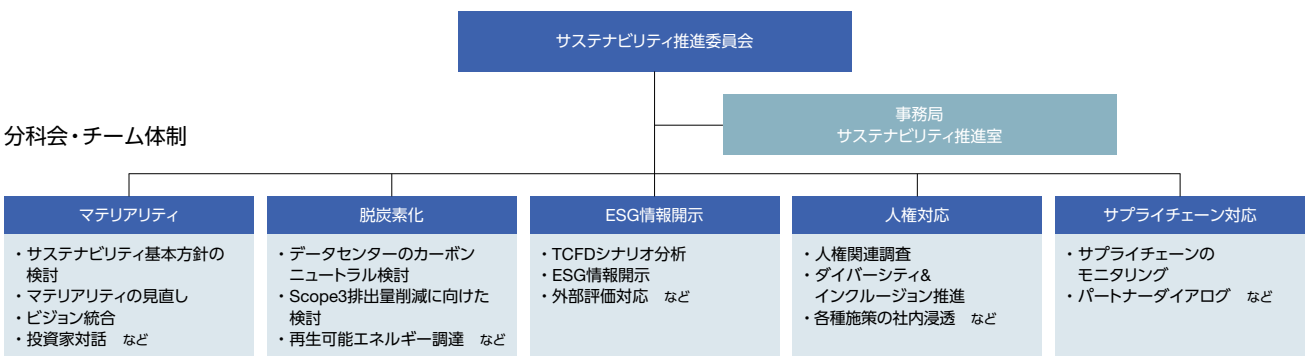 サステナビリティ推進委員会
事務局
サステナビリティ推進室
分科会・チーム体制
マテリアリティ
・サステナビリティ基本方針の
検討
・マテリアリティの見直し
・ビジョン統合
・投資家対話 など
脱炭素化
・データセンターのカーボン
ニュートラル検討
・Scope3排出量削減に向けた
検討
・再生可能エネルギー調達 など
ESG情報開示
・TCFDシナリオ分析
・ESG情報開示
・外部評価対応 など
人権対応
・人権関連調査
・ダイバーシティ&
インクルージョン推進
・各種施策の社内浸透 など
サプライチェーン対応
・サプライチェーンの
モニタリング
・パートナーダイアログ など